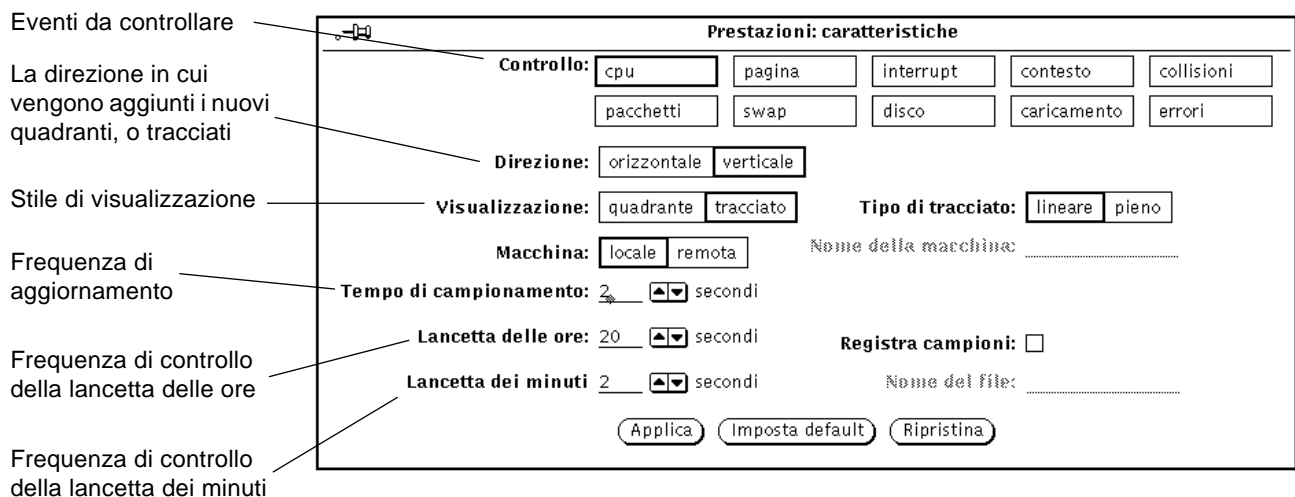 Eventi da controllare
La direzione in cui
vengono aggiunti i nuovi
quadranti, o tracciati
Stile di visualizzazione
Frequenza di
aggiornamento
Frequenza di controllo
della lancetta delle ore
Frequenza di controllo
della lancetta dei minuti
Prestazioni: caratteristiche
Controllo: cpu pagina interrupt contesto collisioni
pacchetti swap disco caricamento errori
Direzione: orizzontale verticale
Visualizzazione: quadrante tracciato Tipo di tracciato: lineare pieno
Macchina: locale remota Nome della macchina:
Tempo di campionamento: 2 secondi
Lancetta delle ore: 20 secondi Registra campioni:
Lancetta dei minuti 2 secondi Nome del file:
Applica Imposta default Ripristina